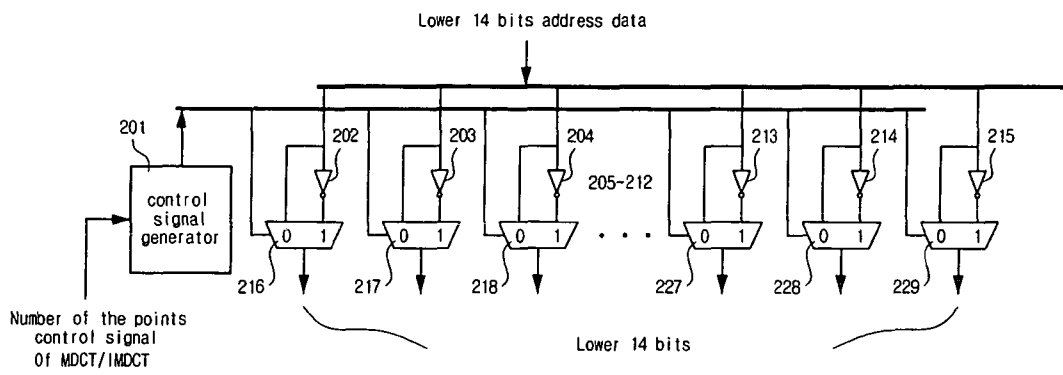 Lower 14 bits address data
201
202
203
204
213
214
215
control
signal
generator
205~212
0 1
0 1
0 1
0 1
0 1
0 1
. . .
216
217
218
227
228
229
Number of the points
control signal
Of MDCT/IMDCT
Lower 14 bits